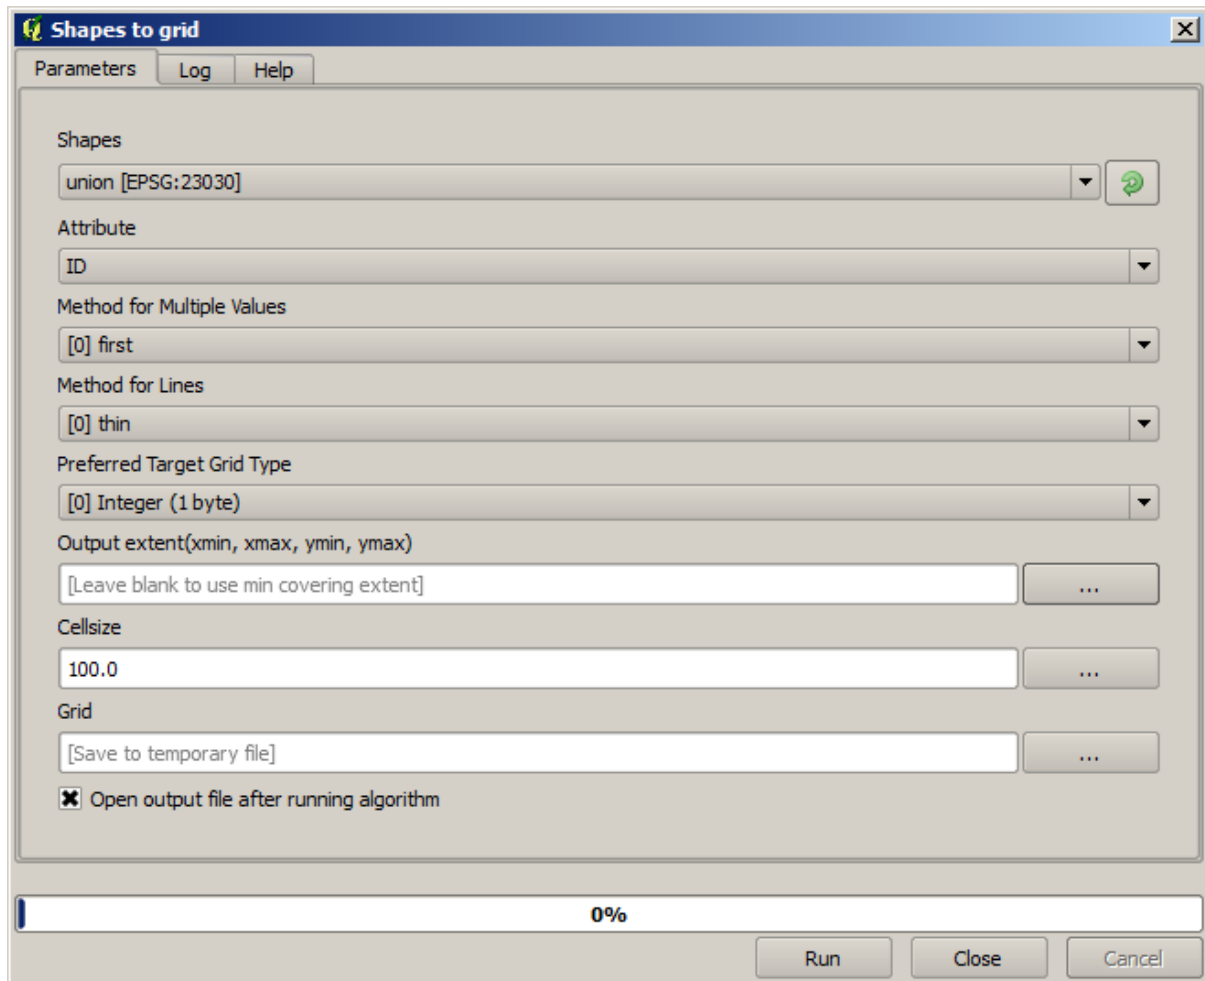 Shapes to grid
Parameters Log Help
Shapes
union [EPSG:23030]
Attribute
ID
Method for Multiple Values
[0] first
Method for Lines
[0] thin
Preferred Target Grid Type
[0] Integer (1 byte)
Output extent(xmin, xmax, ymin, ymax)
[Leave blank to use min covering extent] ...
Cellsize
100.0 ...
Grid
[Save to temporary file] ...
Open output file after running algorithm
0%
Run Close Cancel